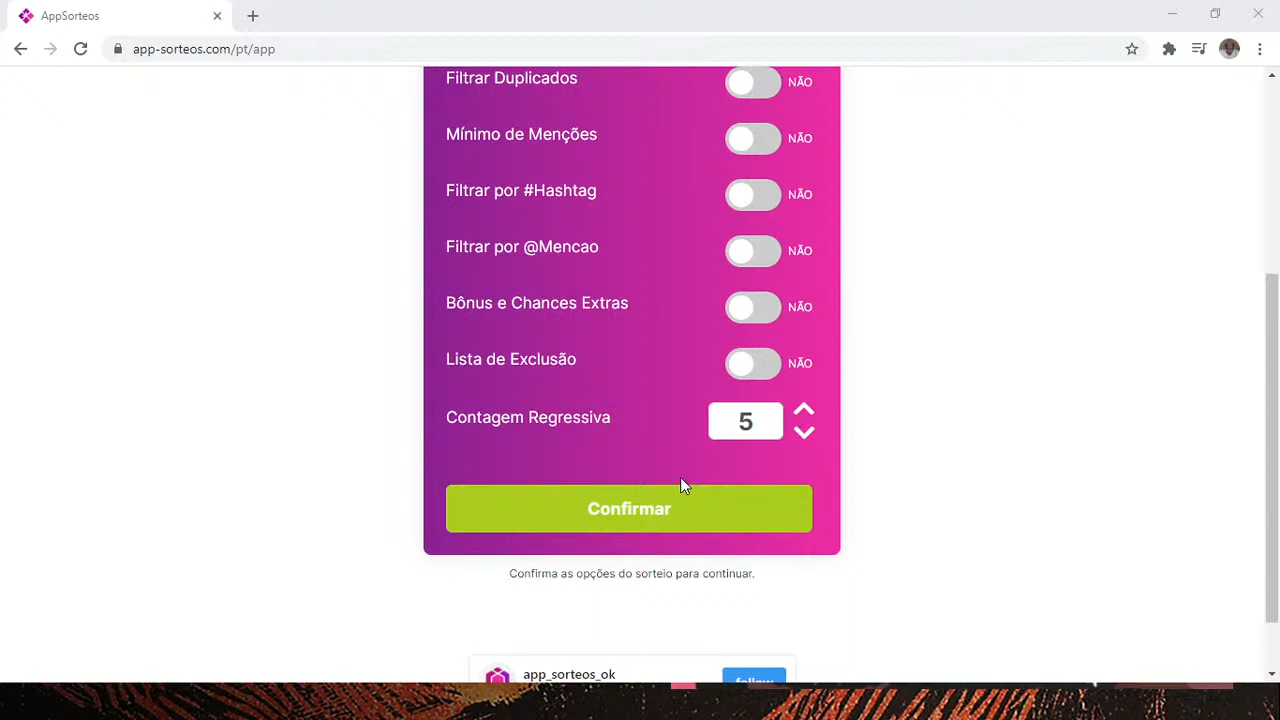 AppSorteos
app-sorteos.com/pt/app
Filtrar Duplicados NÃO
Mínimo de Menções NÃO
Filtrar por #Hashtag NÃO
Filtrar por @Mencao NÃO
Bônus e Chances Extras NÃO
Lista de Exclusão NÃO
Contagem Regressiva 5
Confirmar
Confirma as opções do sorteio para continuar.
app_sorteos_ok follow